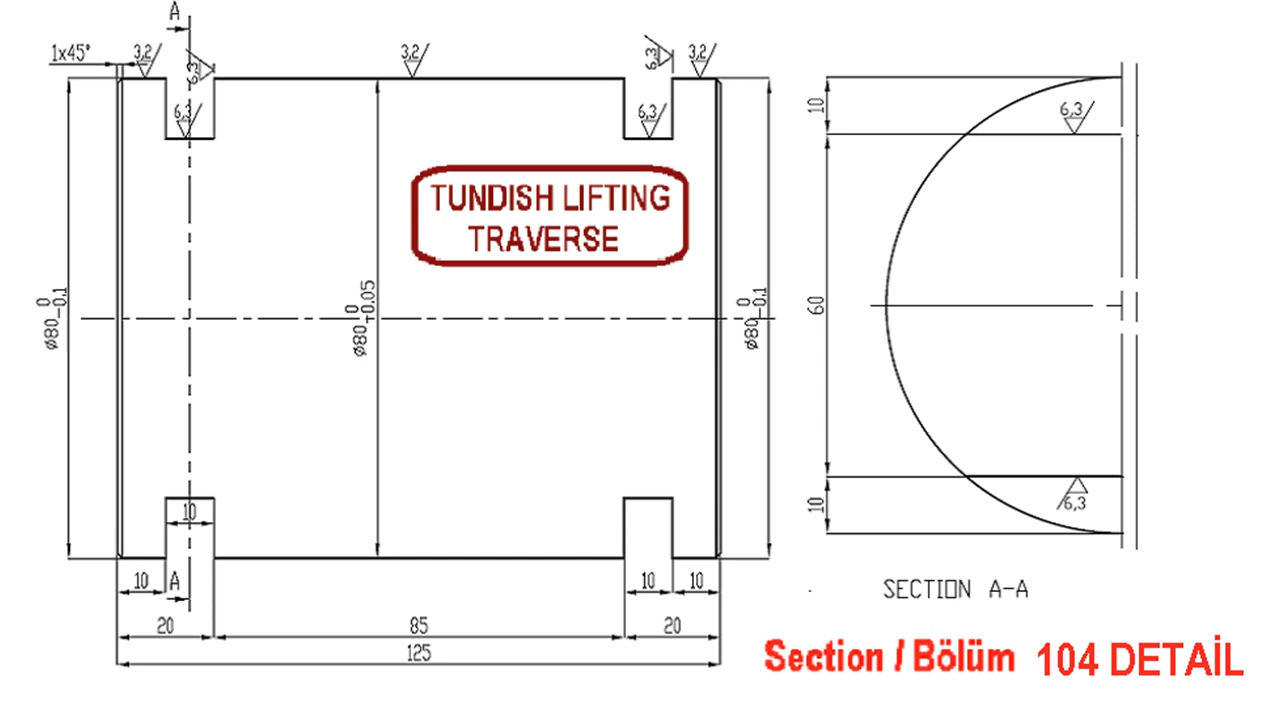 A
1x45°
3,2
6,3
3,2
6,3
3,2
6,3
6,3
TUNDISH LIFTING
TRAVERSE
ø80 0 -0.1
ø80 0 -0.05
ø80 0 -0.1
10
10
A
10
10
20
85
20
125
10
6,3
60
10
6,3
SECTION A-A
Section / Bölüm 104 DETAİL